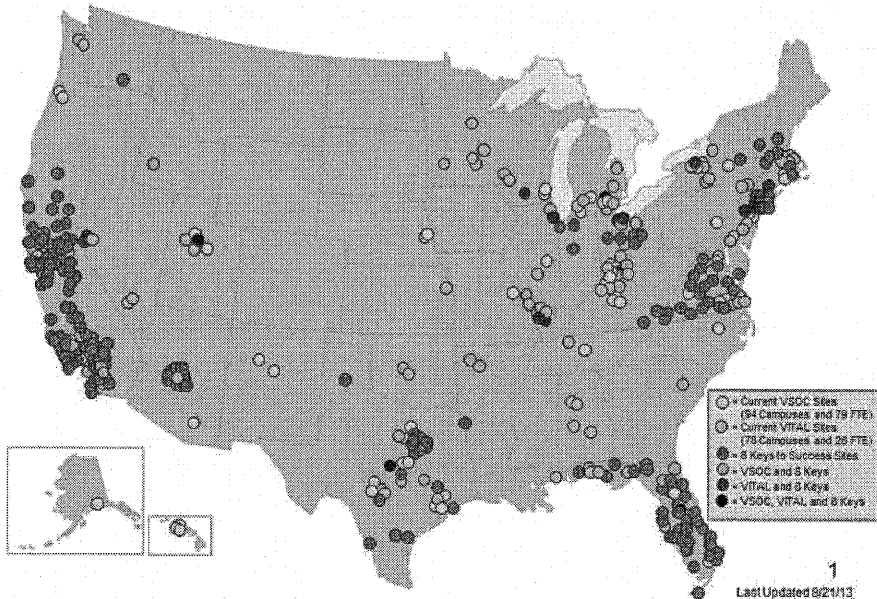 = Current VSOC Sites
(94 Campuses and 79 FTE)
= Current VITAL Sites
(78 Campuses and 26 FTE)
= 8 Keys to Success Sites
= VSOC and 8 Keys
= VITAL and 8 Keys
= VSOC, VITAL and 8 Keys
1
Last Updated 8/21/13